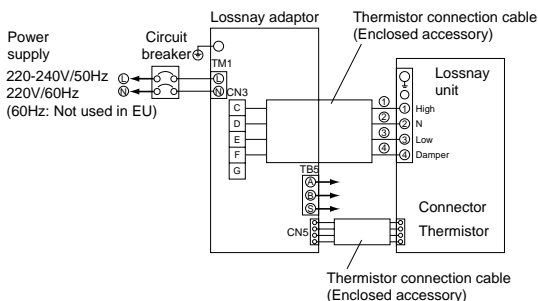 Lossnay adaptor
Thermistor connection cable
(Enclosed accessory)
Power
supply
Circuit
breaker
TM1
220-240V/50Hz
L
L
220V/60Hz
N
N
(60Hz: Not used in EU)
CN3
C
D
E
F
G
1
2
3
4
Lossnay
unit
1 High
2 N
3 Low
4 Damper
TB5
A
B
S
CN5
Connector
Thermistor
Thermistor connection cable
(Enclosed accessory)